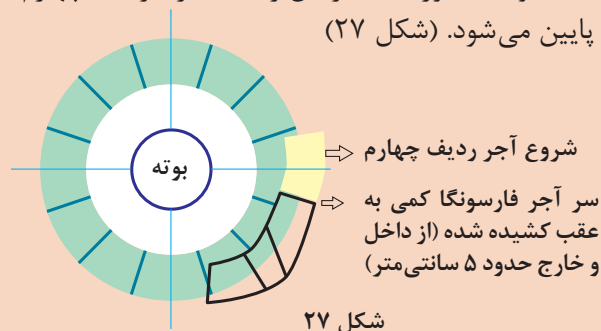 پایین می‌شود. (شکل ۲۷)
بوته
شروع آجر ردیف چهارم
سر آجر فارسونگا کمی به
عقب کشیده شده (از داخل
و خارج حدود ۵ سانتی‌متر)
شکل ۲۷